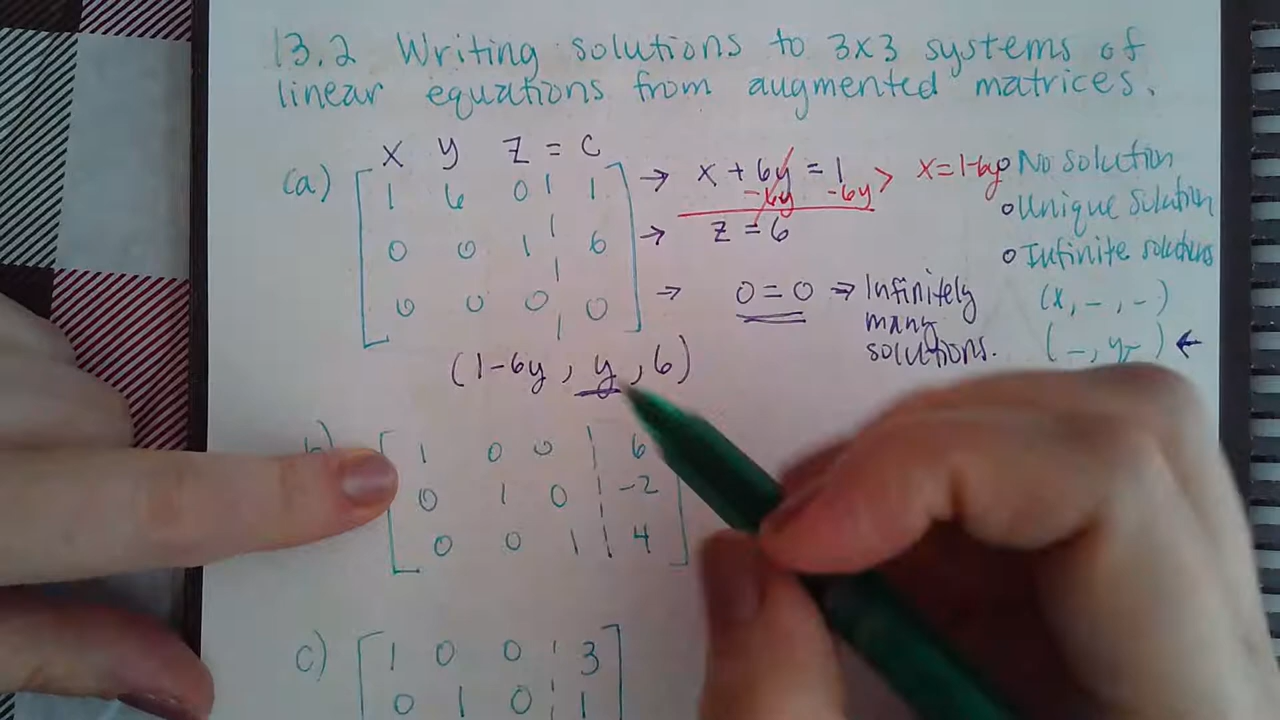 13.2 Writing solutions to 3x3 systems of
linear equations from augmented matrices.
x y z = c
(a) 1 6 0 | 1 → x + 6y = 1 > x=1-6y
-6y -6y
0 0 1 | 6 → z = 6
0 0 0 | 0 → 0 = 0 → Infinitely
many
solutions.
(1-6y, y, 6)
o No solution
o Unique solution
o Infinite solutions
(x, -, -)
(-, y, - ) ←
b) 1 0 0 | 6
0 1 0 | -2
0 0 1 | 4
c) 1 0 0 | 3
0 1 0 | 1